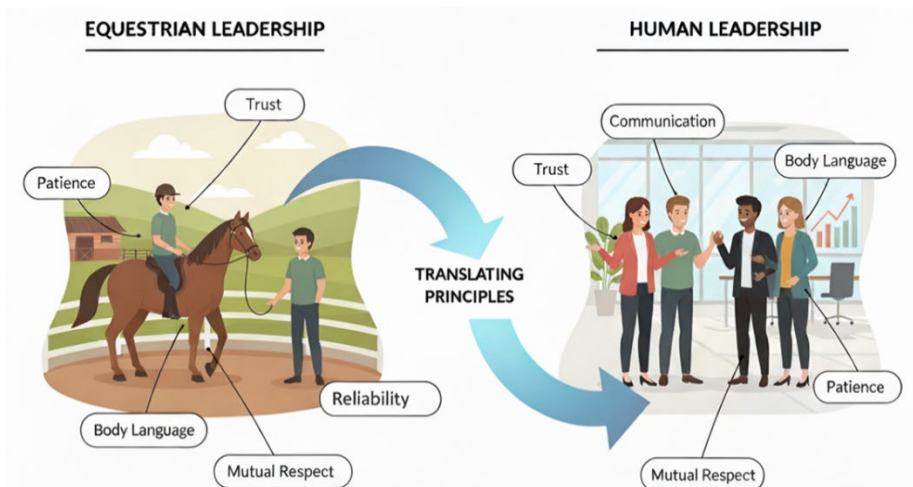 EQUESTRIAN LEADERSHIP
Trust
Patience
Body Language
Reliability
Mutual Respect
TRANSLATING
PRINCIPLES
HUMAN LEADERSHIP
Communication
Trust
Body Language
Patience
Mutual Respect